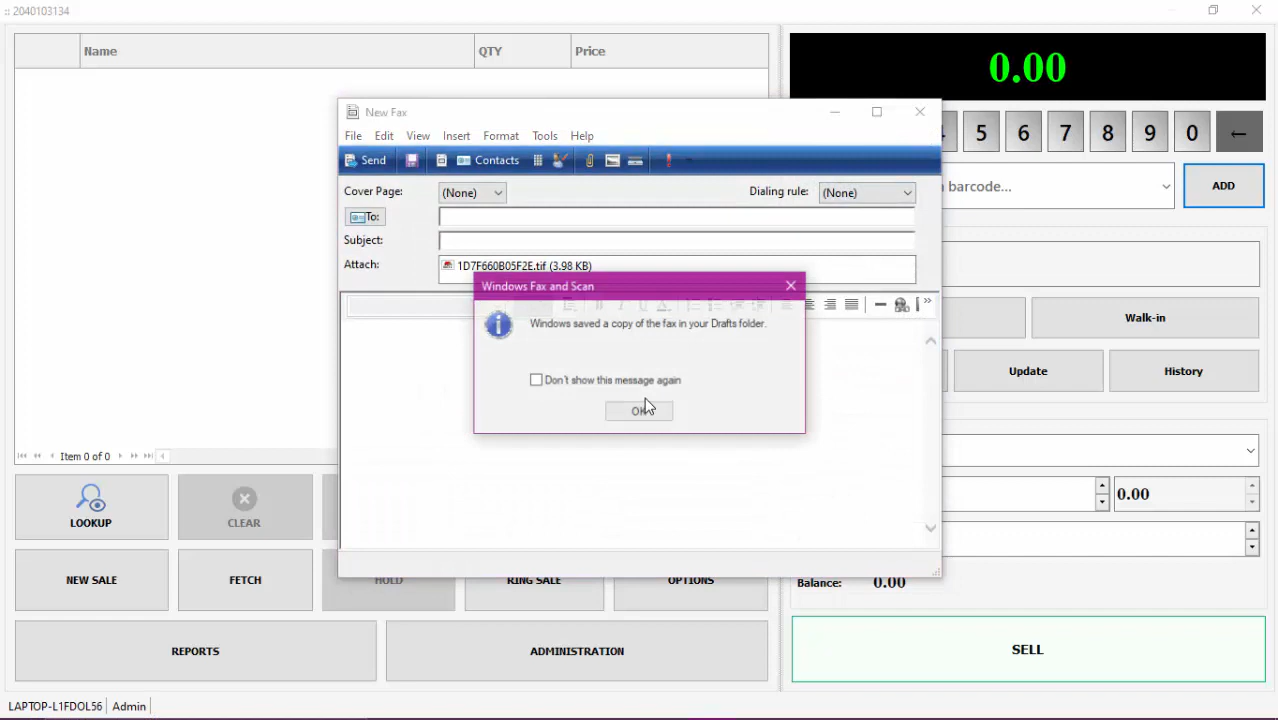 :: 2040103134
Name QTY Price
0.00
New Fax
File Edit View Insert Format Tools Help
5 6 7 8 9 0 ←
Send Contacts
Cover Page: (None) Dialing rule: (None)
barcode... ADD
To:
Subject:
Attach: 1D7F660B05F2E.tif (3.98 KB)
Windows Fax and Scan
Windows saved a copy of the fax in your Drafts folder.
Walk-in
Don't show this message again
Update History
OK
Item 0 of 0
0.00
LOOKUP CLEAR
NEW SALE FETCH HOLD RING SALE OPTIONS Balance: 0.00
REPORTS ADMINISTRATION SELL
LAPTOP-L1FDOL56 Admin